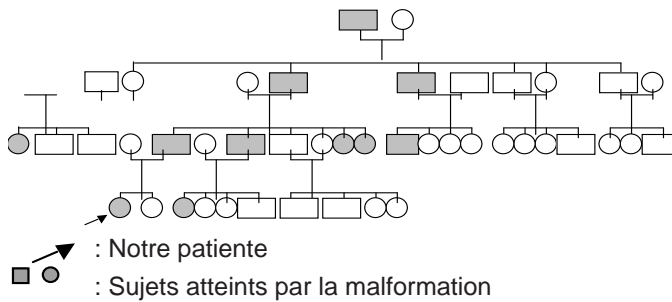 : Notre patiente
: Sujets atteints par la malformation